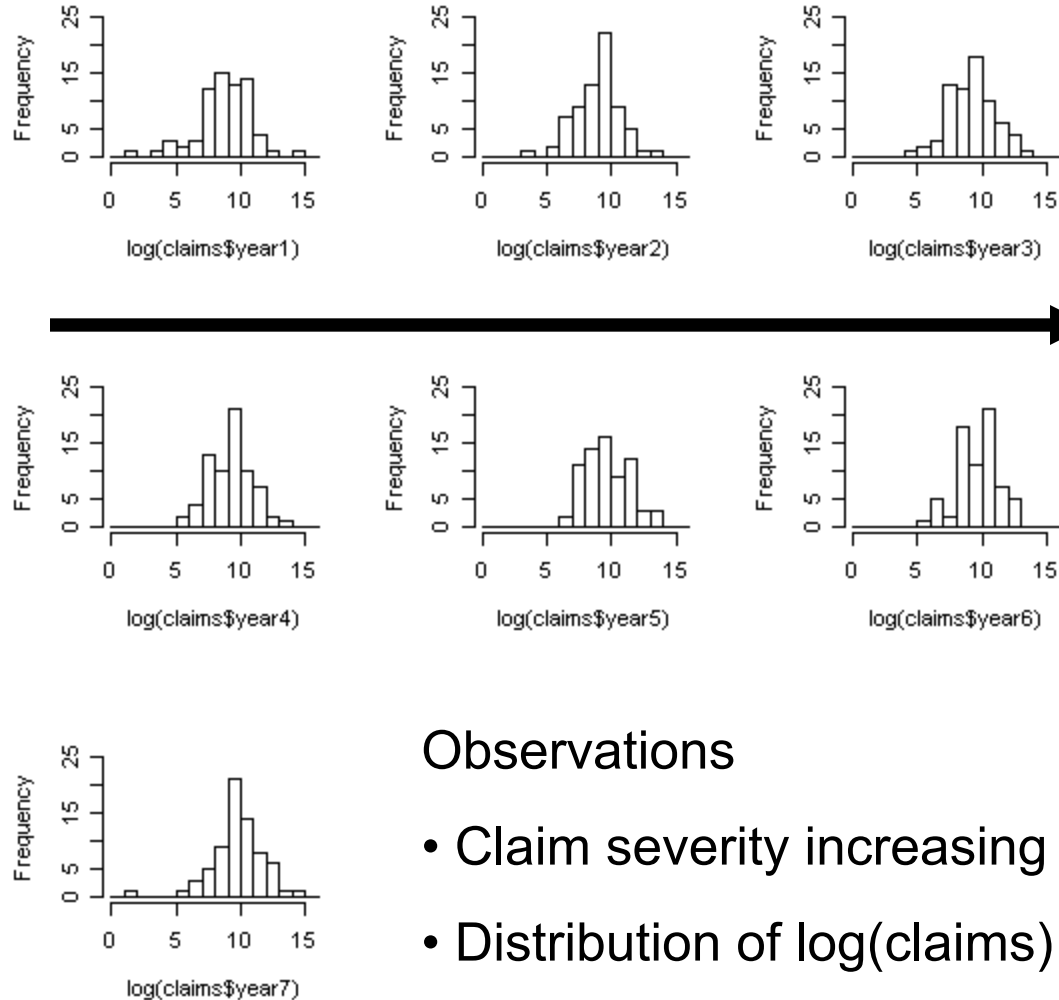 25
15
5
0
Frequency
0 5 10 15
log(claims$year1)
25
15
5
0
Frequency
0 5 10 15
log(claims$year2)
25
15
5
0
Frequency
0 5 10 15
log(claims$year3)
25
15
5
0
Frequency
0 5 10 15
log(claims$year4)
25
15
5
0
Frequency
0 5 10 15
log(claims$year5)
25
15
5
0
Frequency
0 5 10 15
log(claims$year6)
25
15
5
0
Frequency
0 5 10 15
log(claims$year7)
Observations
• Claim severity increasing
• Distribution of log(claims)